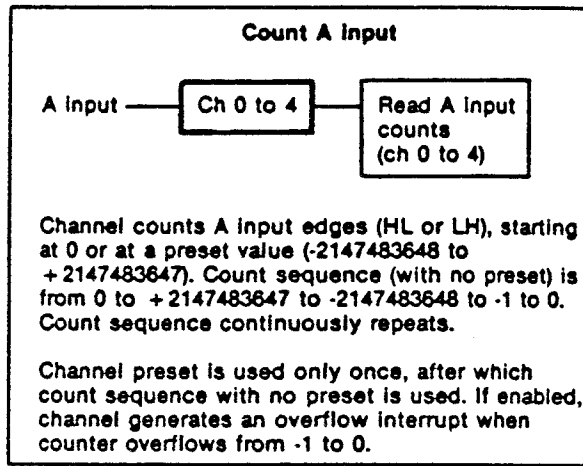 Count A Input
A Input
Ch 0 to 4
Read A input
counts
(ch 0 to 4)
Channel counts A input edges (HL or LH), starting
at 0 or at a preset value (-2147483648 to
+2147483647). Count sequence (with no preset) is
from 0 to +2147483647 to -2147483648 to -1 to 0.
Count sequence continuously repeats.
Channel preset is used only once, after which
count sequence with no preset is used. If enabled,
channel generates an overflow interrupt when
counter overflows from -1 to 0.